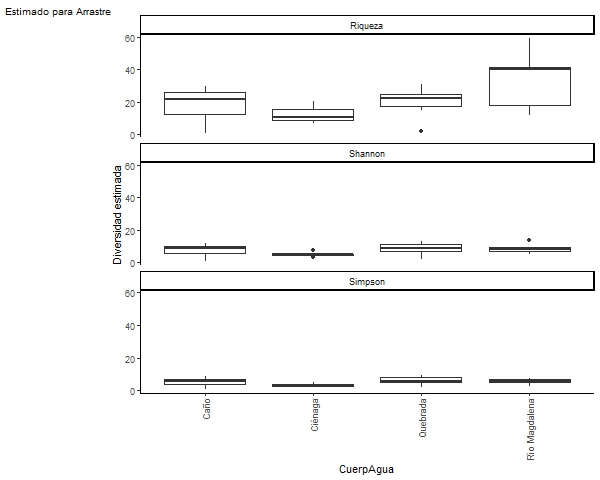 Estimado para Arrastre
Riqueza
60
40
20
0
Shannon
60
40
20
0
Simpson
60
40
20
0
Diversidad estimada
Caño
Ciénaga
Quebrada
Río Magdalena
CuerpAgua